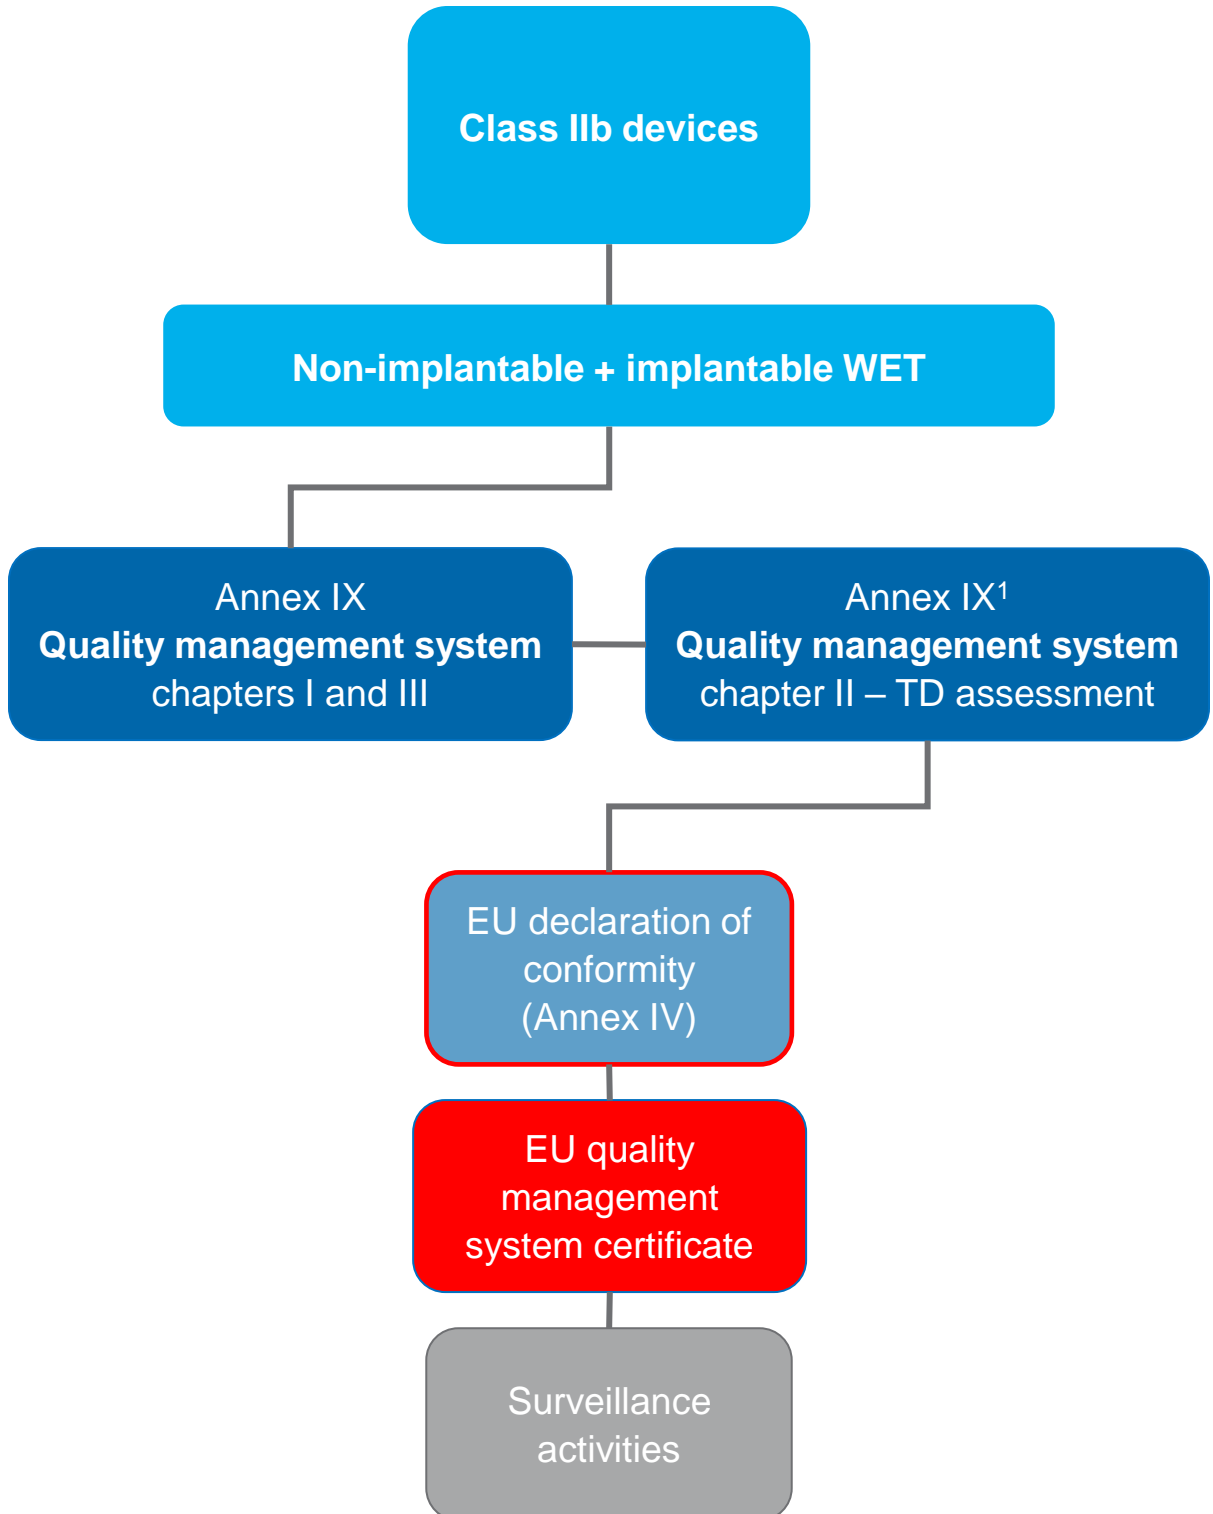 Class IIb devices
Non-implantable + implantable WET
Annex IX
Quality management system
chapters I and III
Annex IX¹
Quality management system
chapter II – TD assessment
EU declaration of
conformity
(Annex IV)
EU quality
management
system certificate
Surveillance
activities